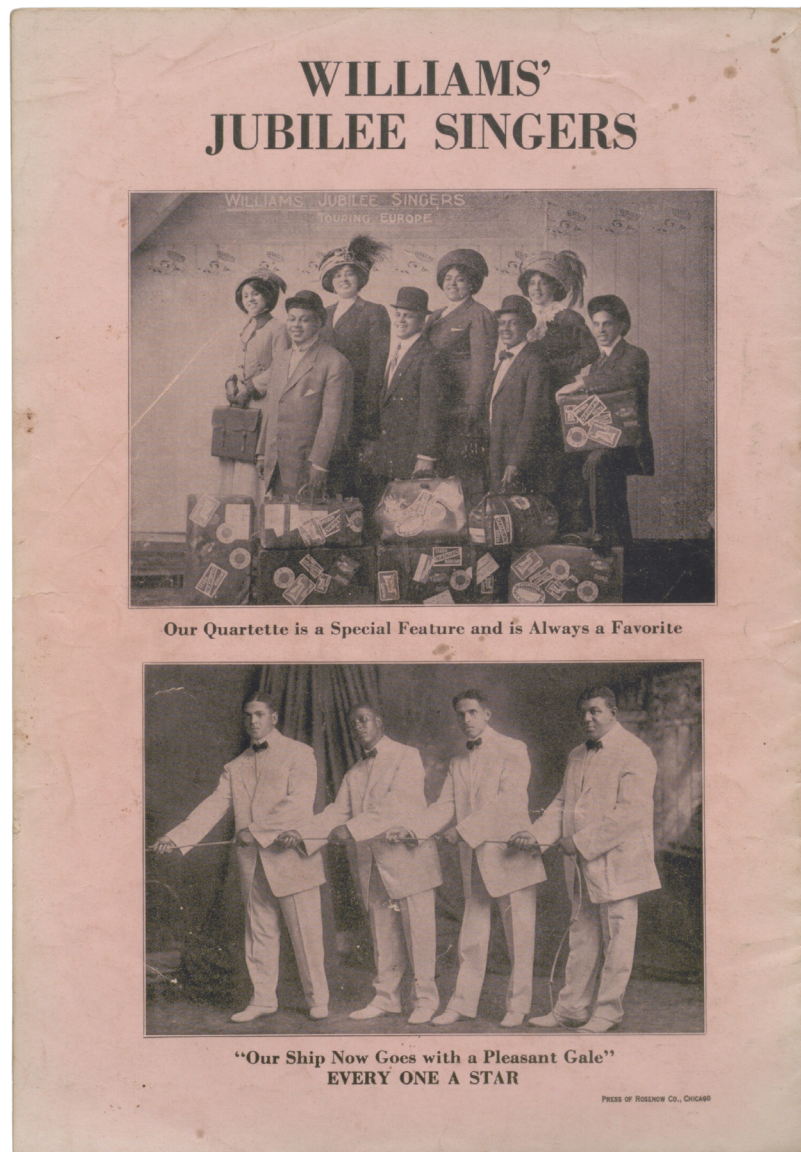 WILLIAMS'
JUBILEE SINGERS
WILLIAMS JUBILEE SINGERS
TOURING EUROPE
Our Quartette is a Special Feature and is Always a Favorite
“Our Ship Now Goes with a Pleasant Gale”
EVERY ONE A STAR
PRESS OF ROSENOW CO., CHICAGO